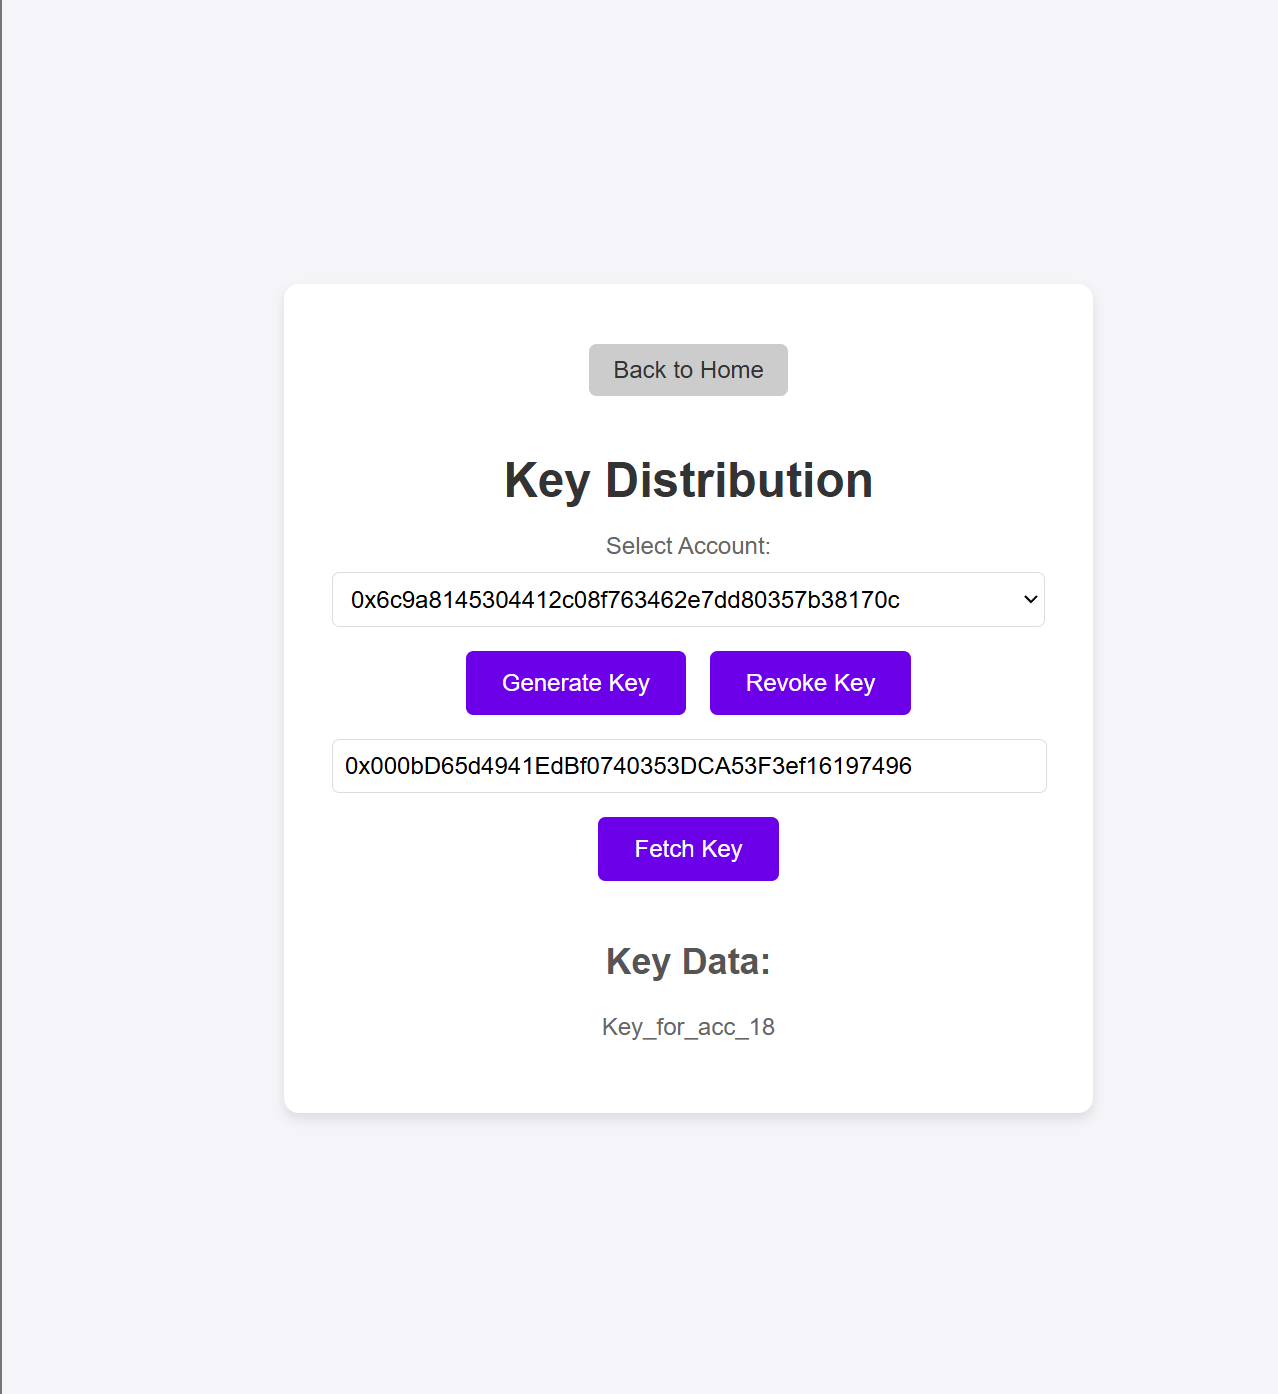 Back to Home
Key Distribution
Select Account:
0x6c9a8145304412c08f763462e7dd80357b38170c
Generate Key Revoke Key
0x000bD65d4941EdBf0740353DCA53F3ef16197496
Fetch Key
Key Data:
Key_for_acc_18